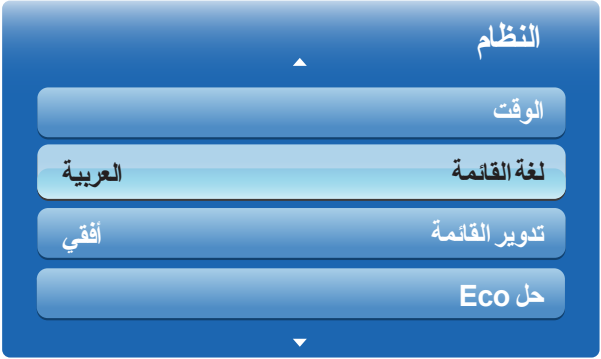 النظام
الوقت
لغة القائمة العربية
تدوير القائمة أفقي
حل Eco